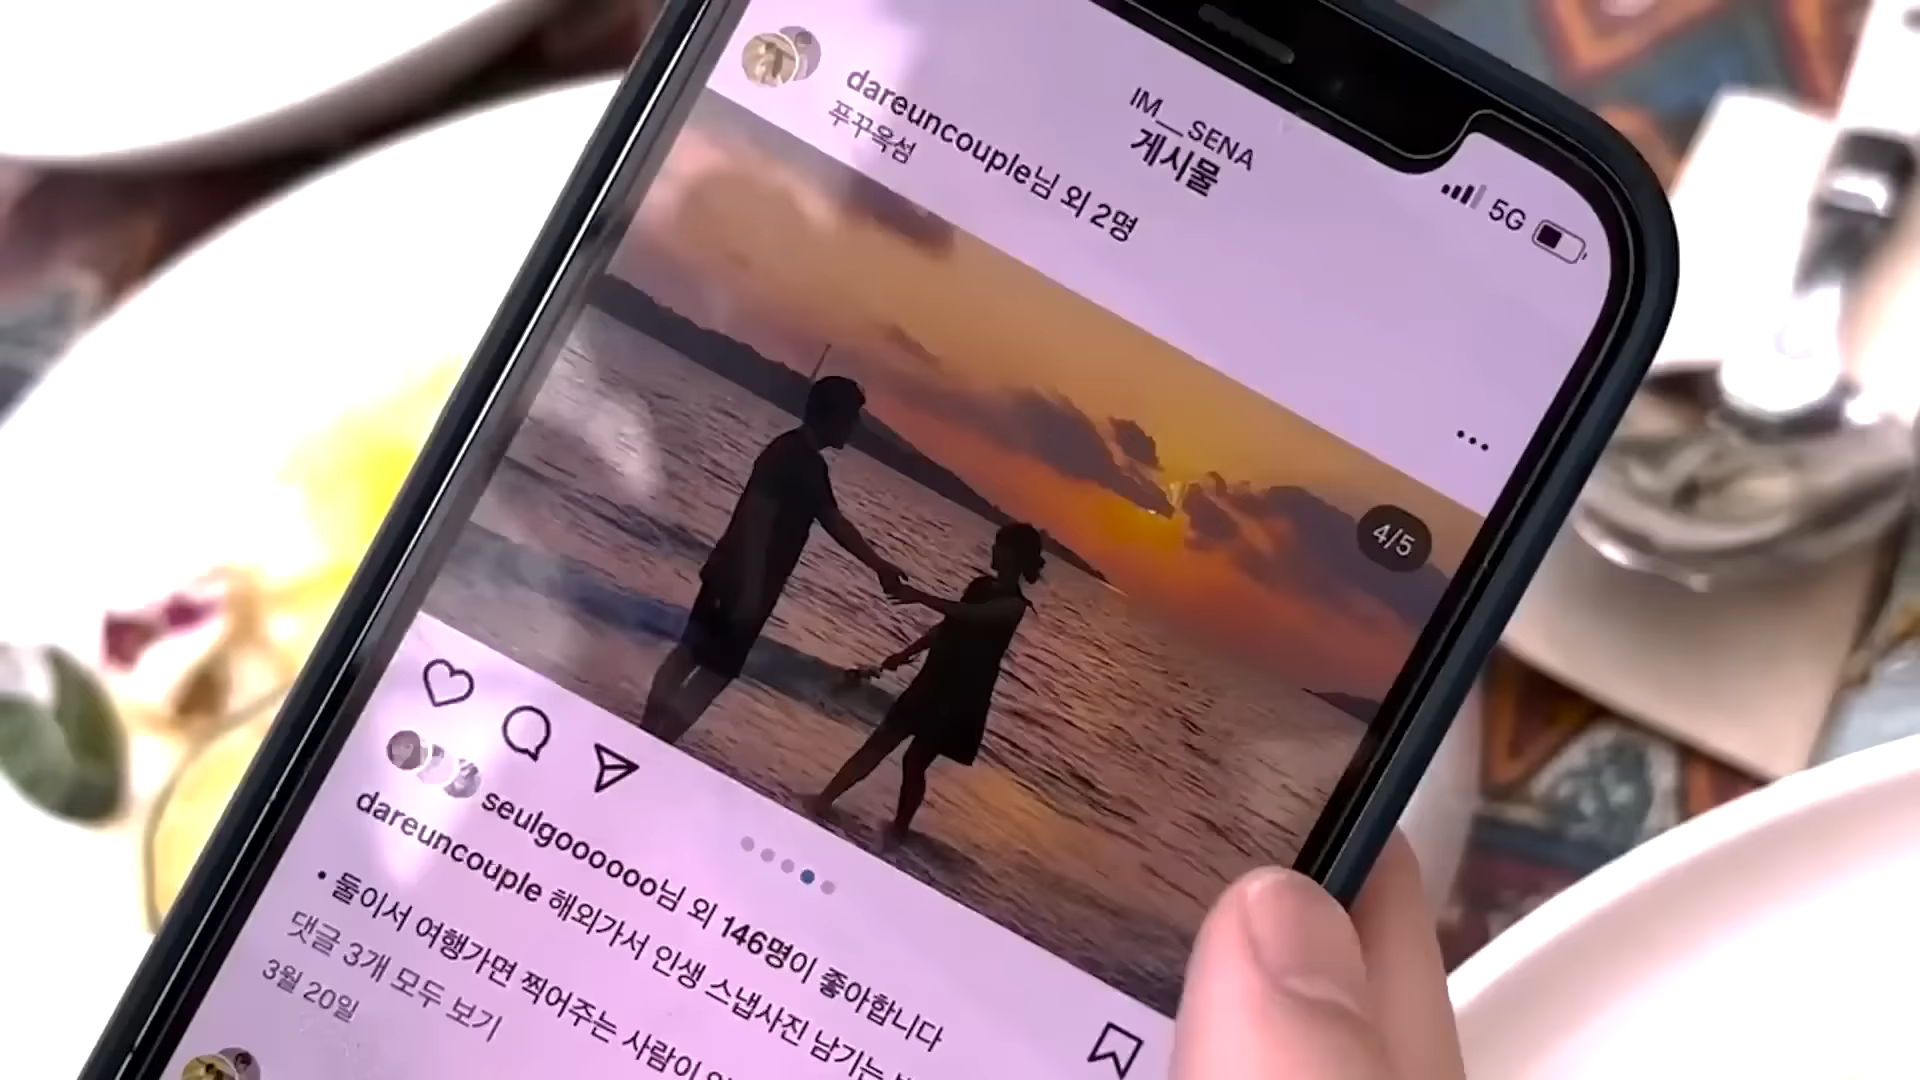 5G
IM__SENA
게시물
dareuncouple님 외 2명
푸꾸옥섬
4/5
seulgooooooo님 외 146명이 좋아합니다
dareuncouple 해외가서 인생 스냅사진 남기는
• 둘이서 여행가면 찍어주는 사람이
댓글 3개 모두 보기
3월 20일